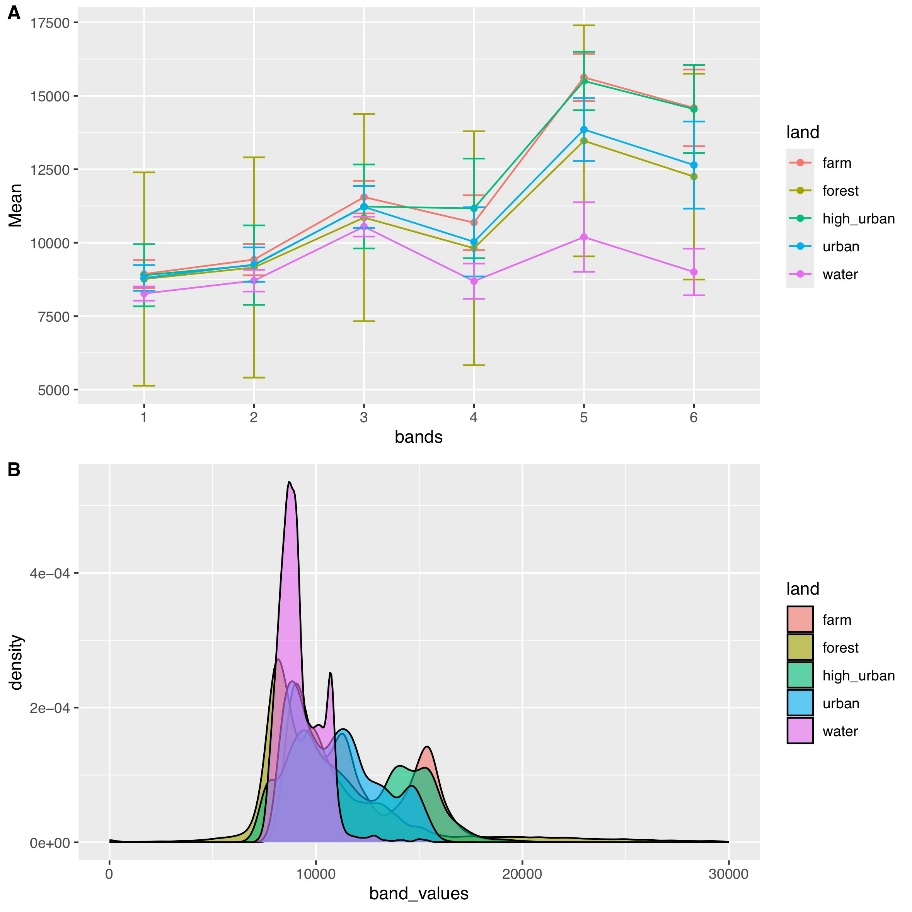 A
17500
15000
12500
10000
7500
5000
Mean
1 2 3 4 5 6
bands
land
farm
forest
high_urban
urban
water
B
4e−04
2e−04
0e+00
density
0 10000 20000 30000
band_values
land
farm
forest
high_urban
urban
water